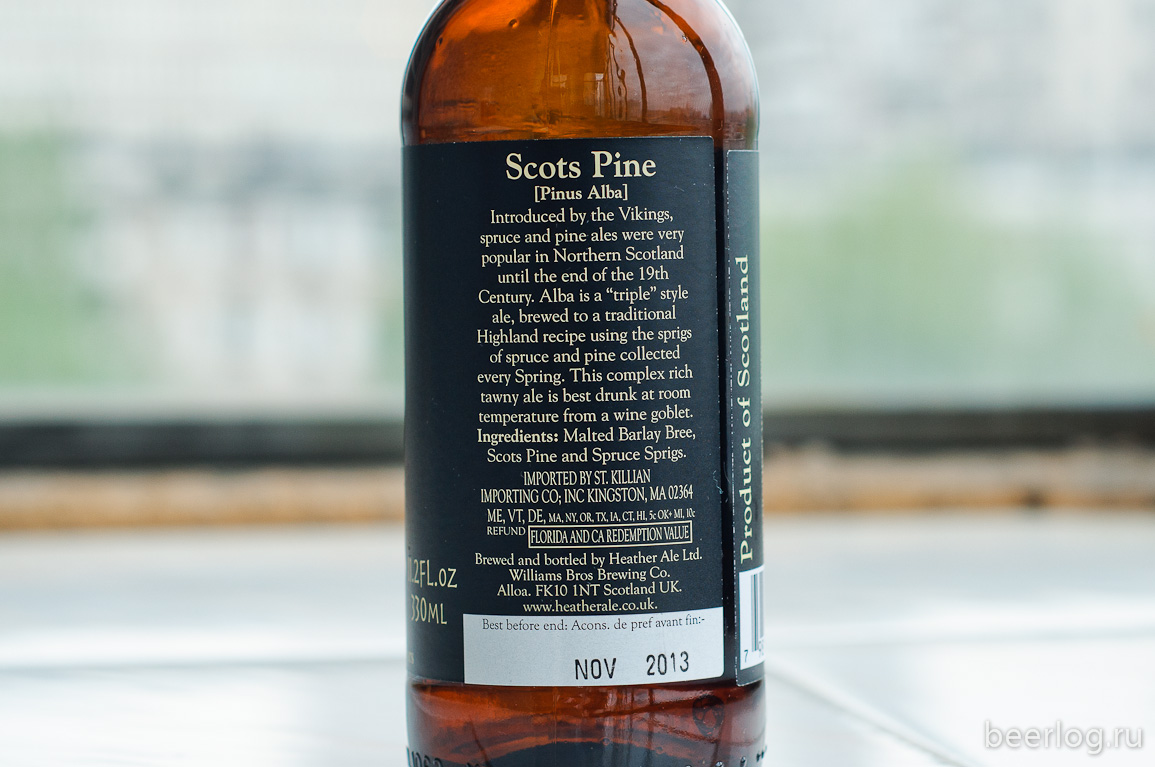 Scots Pine
[Pinus Alba]
Introduced by the Vikings,
spruce and pine ales were very
popular in Northern Scotland
until the end of the 19th
Century. Alba is a “triple” style
ale, brewed to a traditional
Highland recipe using the sprigs
of spruce and pine collected
every Spring. This complex rich
tawny ale is best drunk at room
temperature from a wine goblet.
Ingredients: Malted Barlay Bree,
Scots Pine and Spruce Sprigs.
IMPORTED BY ST. KILLIAN
IMPORTING CO; INC KINGSTON, MA 02364
ME, VT, DE, MA, NY, OR, TX, IA, CT, HI, 5c OK+ MI, 10c
REFUND FLORIDA AND CA REDEMPTION VALUE
Brewed and bottled by Heather Ale Ltd.
Williams Bros Brewing Co.
Alloa. FK10 1NT Scotland UK.
www.heatherale.co.uk.
FL.OZ
330ML
Best before end: Acons. de pref avant fin:-
NOV 2013
Product of Scotland
7
beerlog.ru